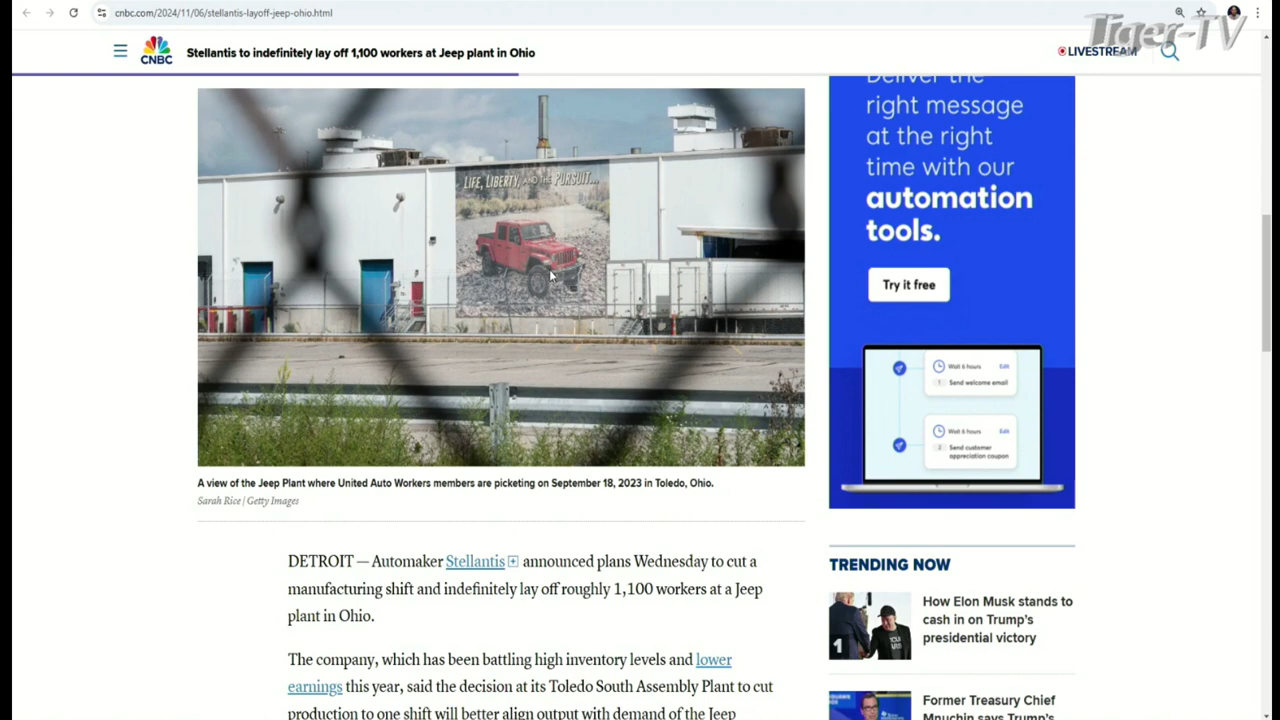 cnbc.com/2024/11/06/stellantis-layoff-jeep-ohio.html
Tiger-TV
CNBC
Stellantis to indefinitely lay off 1,100 workers at Jeep plant in Ohio
LIVESTREAM
LIFE, LIBERTY, AND THE PURSUIT...
A view of the Jeep Plant where United Auto Workers members are picketing on September 18, 2023 in Toledo, Ohio.
Sarah Rice | Getty Images
DETROIT — Automaker Stellantis announced plans Wednesday to cut a
manufacturing shift and indefinitely lay off roughly 1,100 workers at a Jeep
plant in Ohio.
The company, which has been battling high inventory levels and lower
earnings this year, said the decision at its Toledo South Assembly Plant to cut
production to one shift will better align output with demand of the Jeep
Deliver the
right message
at the right
time with our
automation
tools.
Try it free
Wait 6 hours Edit
1 Send welcome email
Wait 6 hours Edit
2 Send customer
appreciation coupon
TRENDING NOW
1
How Elon Musk stands to
cash in on Trump's
presidential victory
Former Treasury Chief
Mnuchin says Trump's